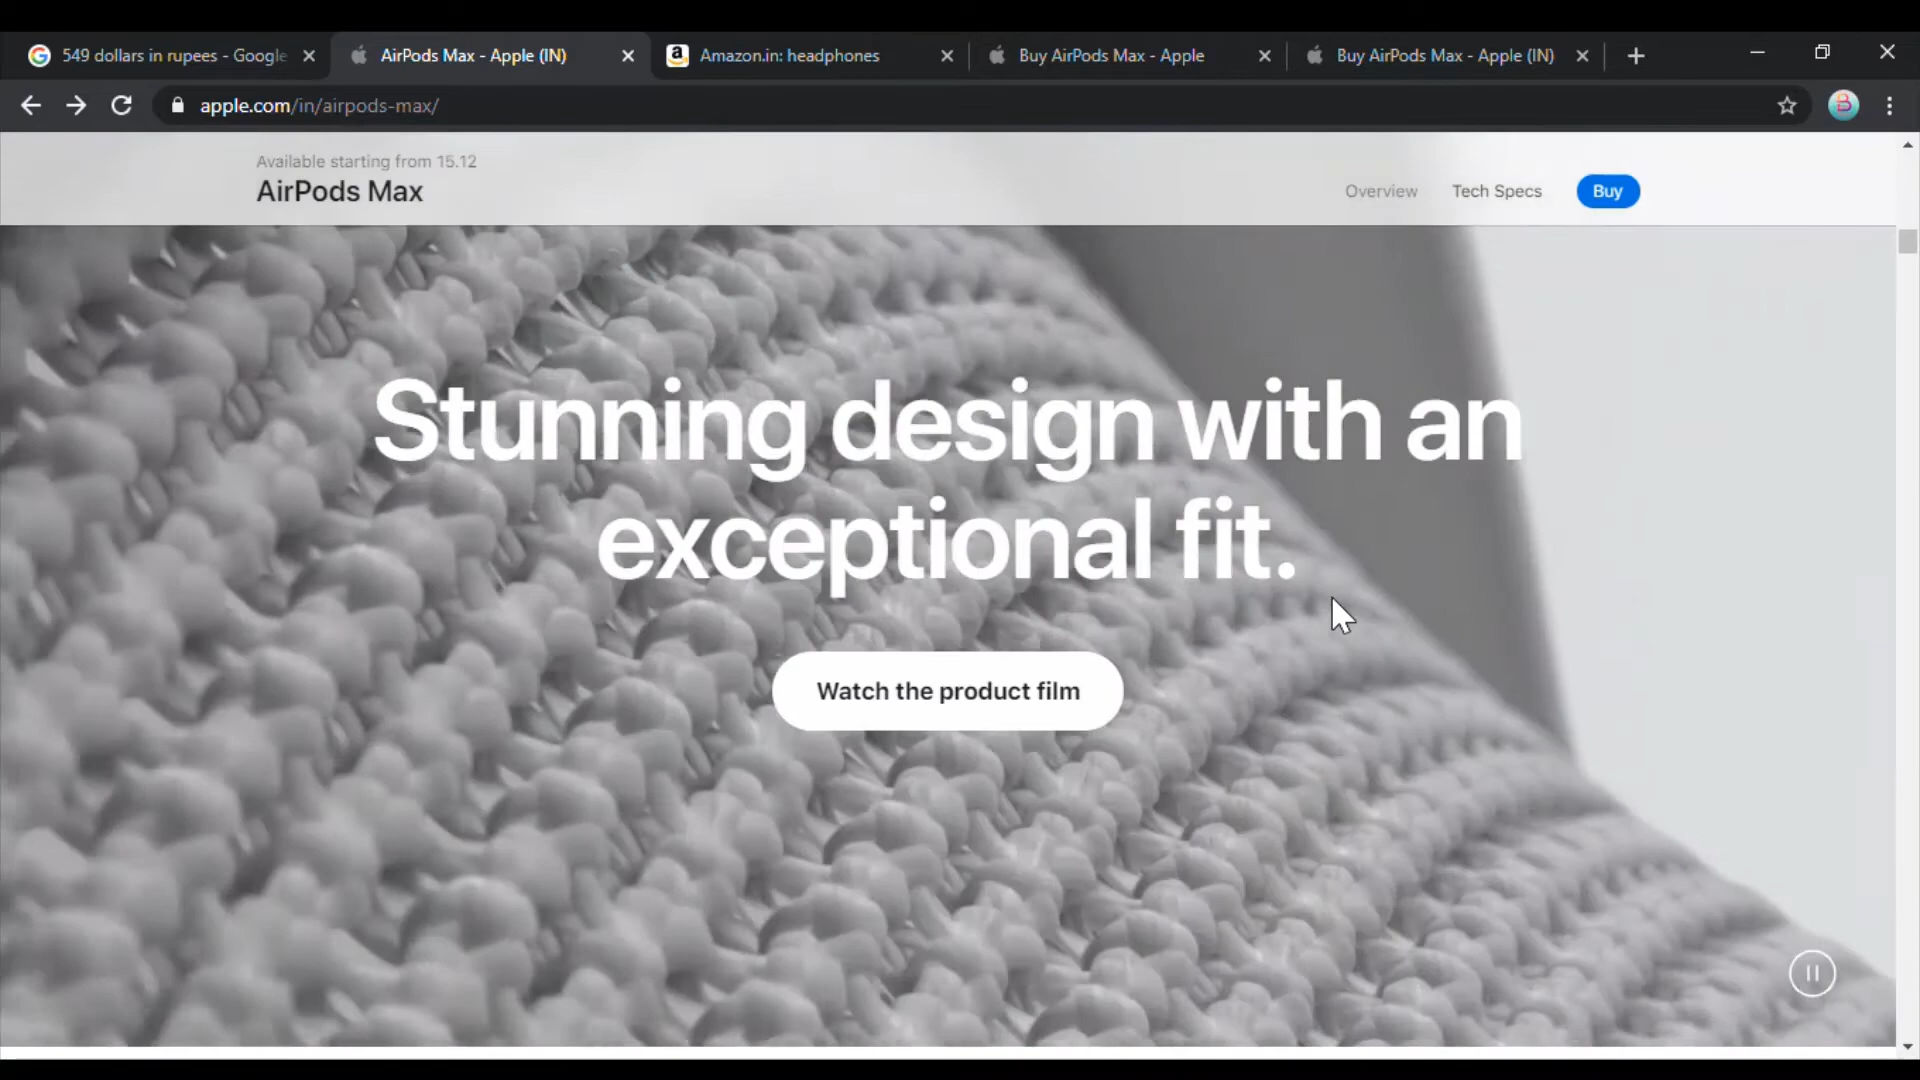 549 dollars in rupees - Google
AirPods Max - Apple (IN)
Amazon.in: headphones
Buy AirPods Max - Apple
Buy AirPods Max - Apple (IN)
apple.com/in/airpods-max/
Available starting from 15.12
AirPods Max
Overview
Tech Specs
Buy
Stunning design with an
exceptional fit.
Watch the product film